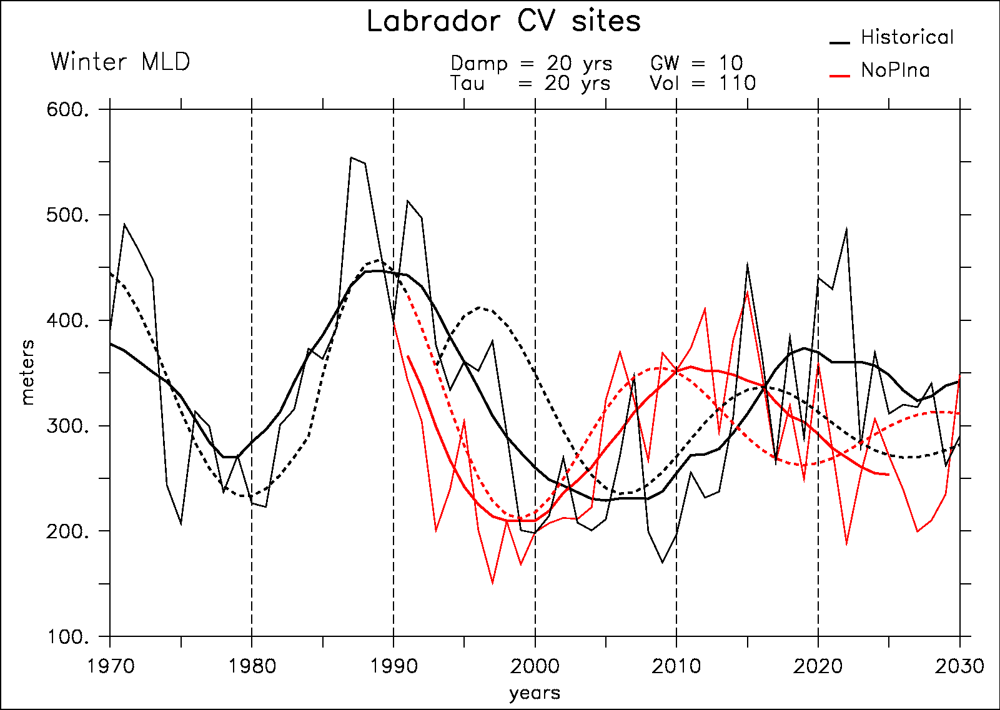 Labrador CV sites
Historical
Winter MLD
Damp = 20 yrs GW = 10
NoPIna
Tau = 20 yrs Vol = 110
600.
500.
400.
300.
200.
100.
meters
1970 1980 1990 2000 2010 2020 2030
years